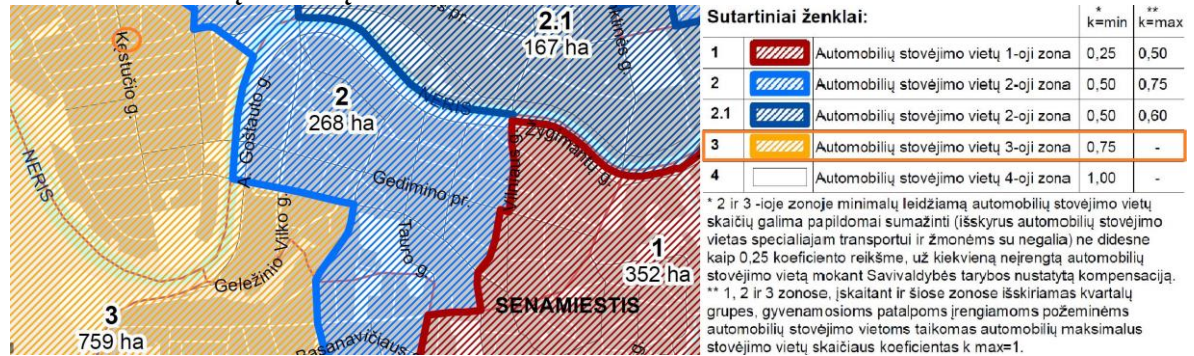 2.1
167 ha
Kęstučio g.
A. Goštauto g.
2
268 ha
NERIS
Žygimantų g.
Vilniaus g.
NERIS
Gedimino pr.
Tauro g.
Geležinio Vilko g.
1
352 ha
SENAMIESTIS
3
759 ha
Basanavičiaus
Sutartiniai ženklai:
* k=min
** k=max
1 Automobilių stovėjimo vietų 1-oji zona 0,25 0,50
2 Automobilių stovėjimo vietų 2-oji zona 0,50 0,75
2.1 Automobilių stovėjimo vietų 2-oji zona 0,50 0,60
3 Automobilių stovėjimo vietų 3-oji zona 0,75 -
4 Automobilių stovėjimo vietų 4-oji zona 1,00 -
* 2 ir 3 -ioje zonoje minimalų leidžiamą automobilių stovėjimo vietų
skaičių galima papildomai sumažinti (išskyrus automobilių stovėjimo
vietas specialiajam transportui ir žmonėms su negalia) ne didesne
kaip 0,25 koeficiento reikšme, už kiekvieną neįrengtą automobilių
stovėjimo vietą mokant Savivaldybės tarybos nustatytą kompensaciją.
** 1, 2 ir 3 zonose, įskaitant ir šiose zonose išskiriamas kvartalų
grupes, gyvenamosioms patalpoms įrengiamoms požeminėms
automobilių stovėjimo vietoms taikomas automobilių maksimalus
stovėjimo vietų skaičiaus koeficientas k max=1.